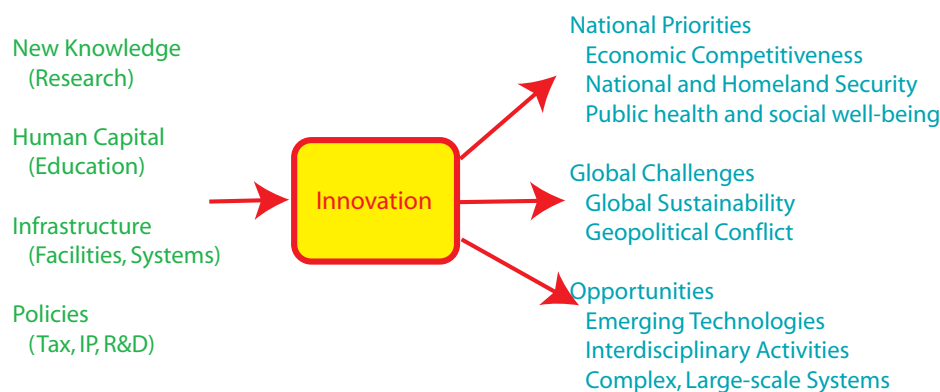 New Knowledge
(Research)
Human Capital
(Education)
Infrastructure
(Facilities, Systems)
Policies
(Tax, IP, R&D)
Innovation
National Priorities
Economic Competitiveness
National and Homeland Security
Public health and social well-being
Global Challenges
Global Sustainability
Geopolitical Conflict
Opportunities
Emerging Technologies
Interdisciplinary Activities
Complex, Large-scale Systems